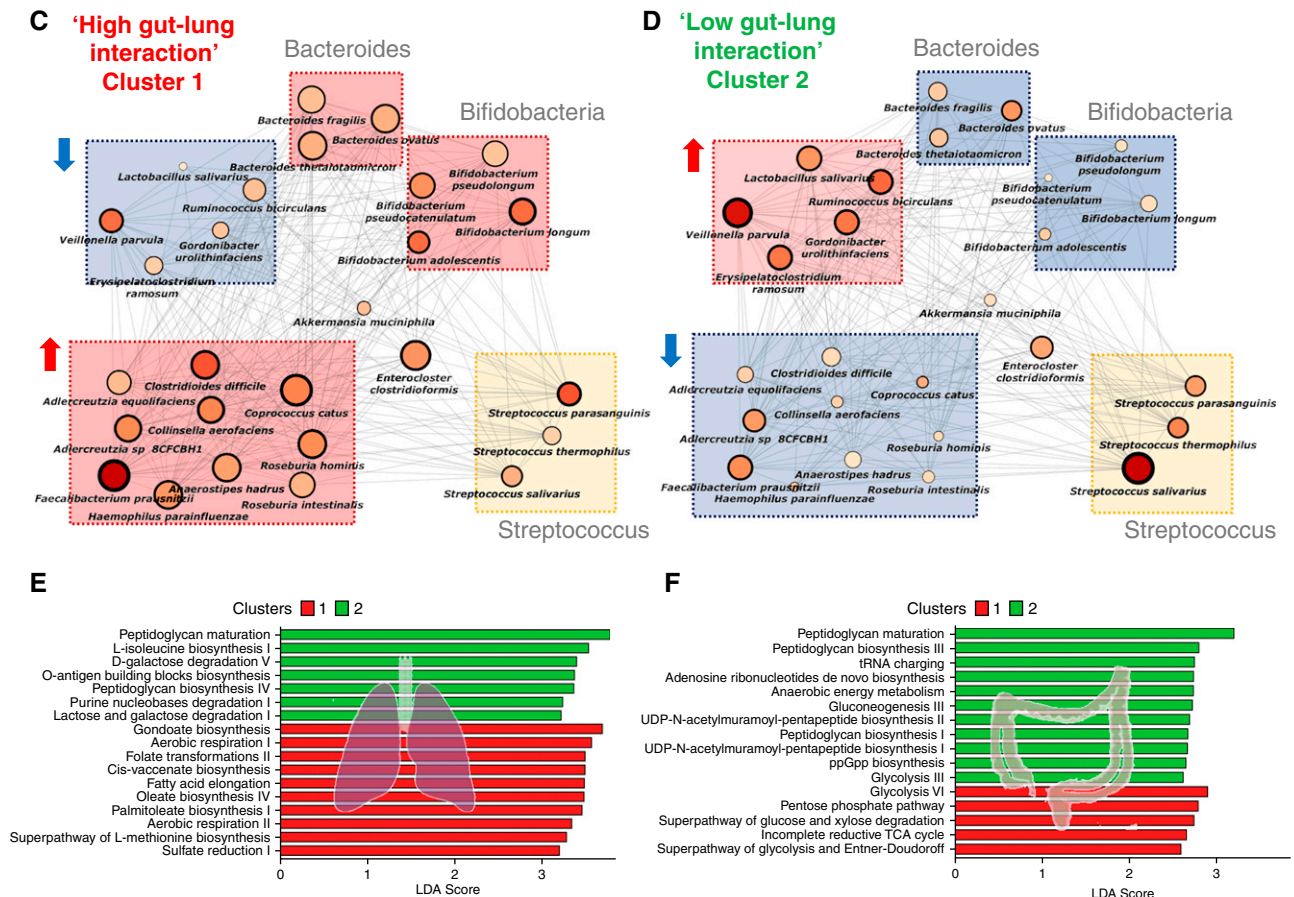 C
'High gut-lung
interaction'
Cluster 1
Bacteroides
Bifidobacteria
Bacteroides fragilis
Bacteroides ovatus
Bacteroides thetaiotaomicron
Lactobacillus salivarius
Ruminococcus bicirculans
Veillonella parvula
Gordonibacter
urolithinfaciens
Erysipelatoclostridium
ramosum
Bifidobacterium
pseudolongum
Bifidobacterium
pseudocatenulatum
Bifidobacterium longum
Bifidobacterium adolescentis
Akkermansia muciniphila
Enterocloster
clostridioformis
Clostridioides difficile
Adlercreutzia equolifaciens
Coprococcus catus
Collinsella aerofaciens
Adlercreutzia sp 8CFCBH1
Roseburia hominis
Anaerostipes hadrus
Faecalibacterium prausnitzii
Roseburia intestinalis
Haemophilus parainfluenzae
Streptococcus parasanguinis
Streptococcus thermophilus
Streptococcus salivarius
Streptococcus
D
'Low gut-lung
interaction'
Cluster 2
Bacteroides
Bifidobacteria
Bacteroides fragilis
Bacteroides ovatus
Bacteroides thetaiotaomicron
Lactobacillus salivarius
Ruminococcus bicirculans
Veillonella parvula
Gordonibacter
urolithinfaciens
Erysipelatoclostridium
ramosum
Bifidobacterium
pseudolongum
Bifidobacterium
pseudocatenulatum
Bifidobacterium longum
Bifidobacterium adolescentis
Akkermansia muciniphila
Enterocloster
clostridioformis
Clostridioides difficile
Adlercreutzia equolifaciens
Coprococcus catus
Collinsella aerofaciens
Adlercreutzia sp 8CFCBH1
Roseburia hominis
Anaerostipes hadrus
Faecalibacterium prausnitzii
Roseburia intestinalis
Haemophilus parainfluenzae
Streptococcus parasanguinis
Streptococcus thermophilus
Streptococcus salivarius
Streptococcus
E
Clusters 1 2
Peptidoglycan maturation
L-isoleucine biosynthesis I
D-galactose degradation V
O-antigen building blocks biosynthesis
Peptidoglycan biosynthesis IV
Purine nucleobases degradation I
Lactose and galactose degradation I
Gondoate biosynthesis
Aerobic respiration I
Folate transformations II
Cis-vaccenate biosynthesis
Fatty acid elongation
Oleate biosynthesis IV
Palmitoleate biosynthesis I
Aerobic respiration II
Superpathway of L-methionine biosynthesis
Sulfate reduction I
0 1 2 3
LDA Score
F
Clusters 1 2
Peptidoglycan maturation
Peptidoglycan biosynthesis III
tRNA charging
Adenosine ribonucleotides de novo biosynthesis
Anaerobic energy metabolism
Gluconeogenesis III
UDP-N-acetylmuramoyl-pentapeptide biosynthesis II
Peptidoglycan biosynthesis I
UDP-N-acetylmuramoyl-pentapeptide biosynthesis I
ppGpp biosynthesis
Glycolysis III
Glycolysis VI
Pentose phosphate pathway
Superpathway of glucose and xylose degradation
Incomplete reductive TCA cycle
Superpathway of glycolysis and Entner-Doudoroff
0 1 2 3
LDA Score